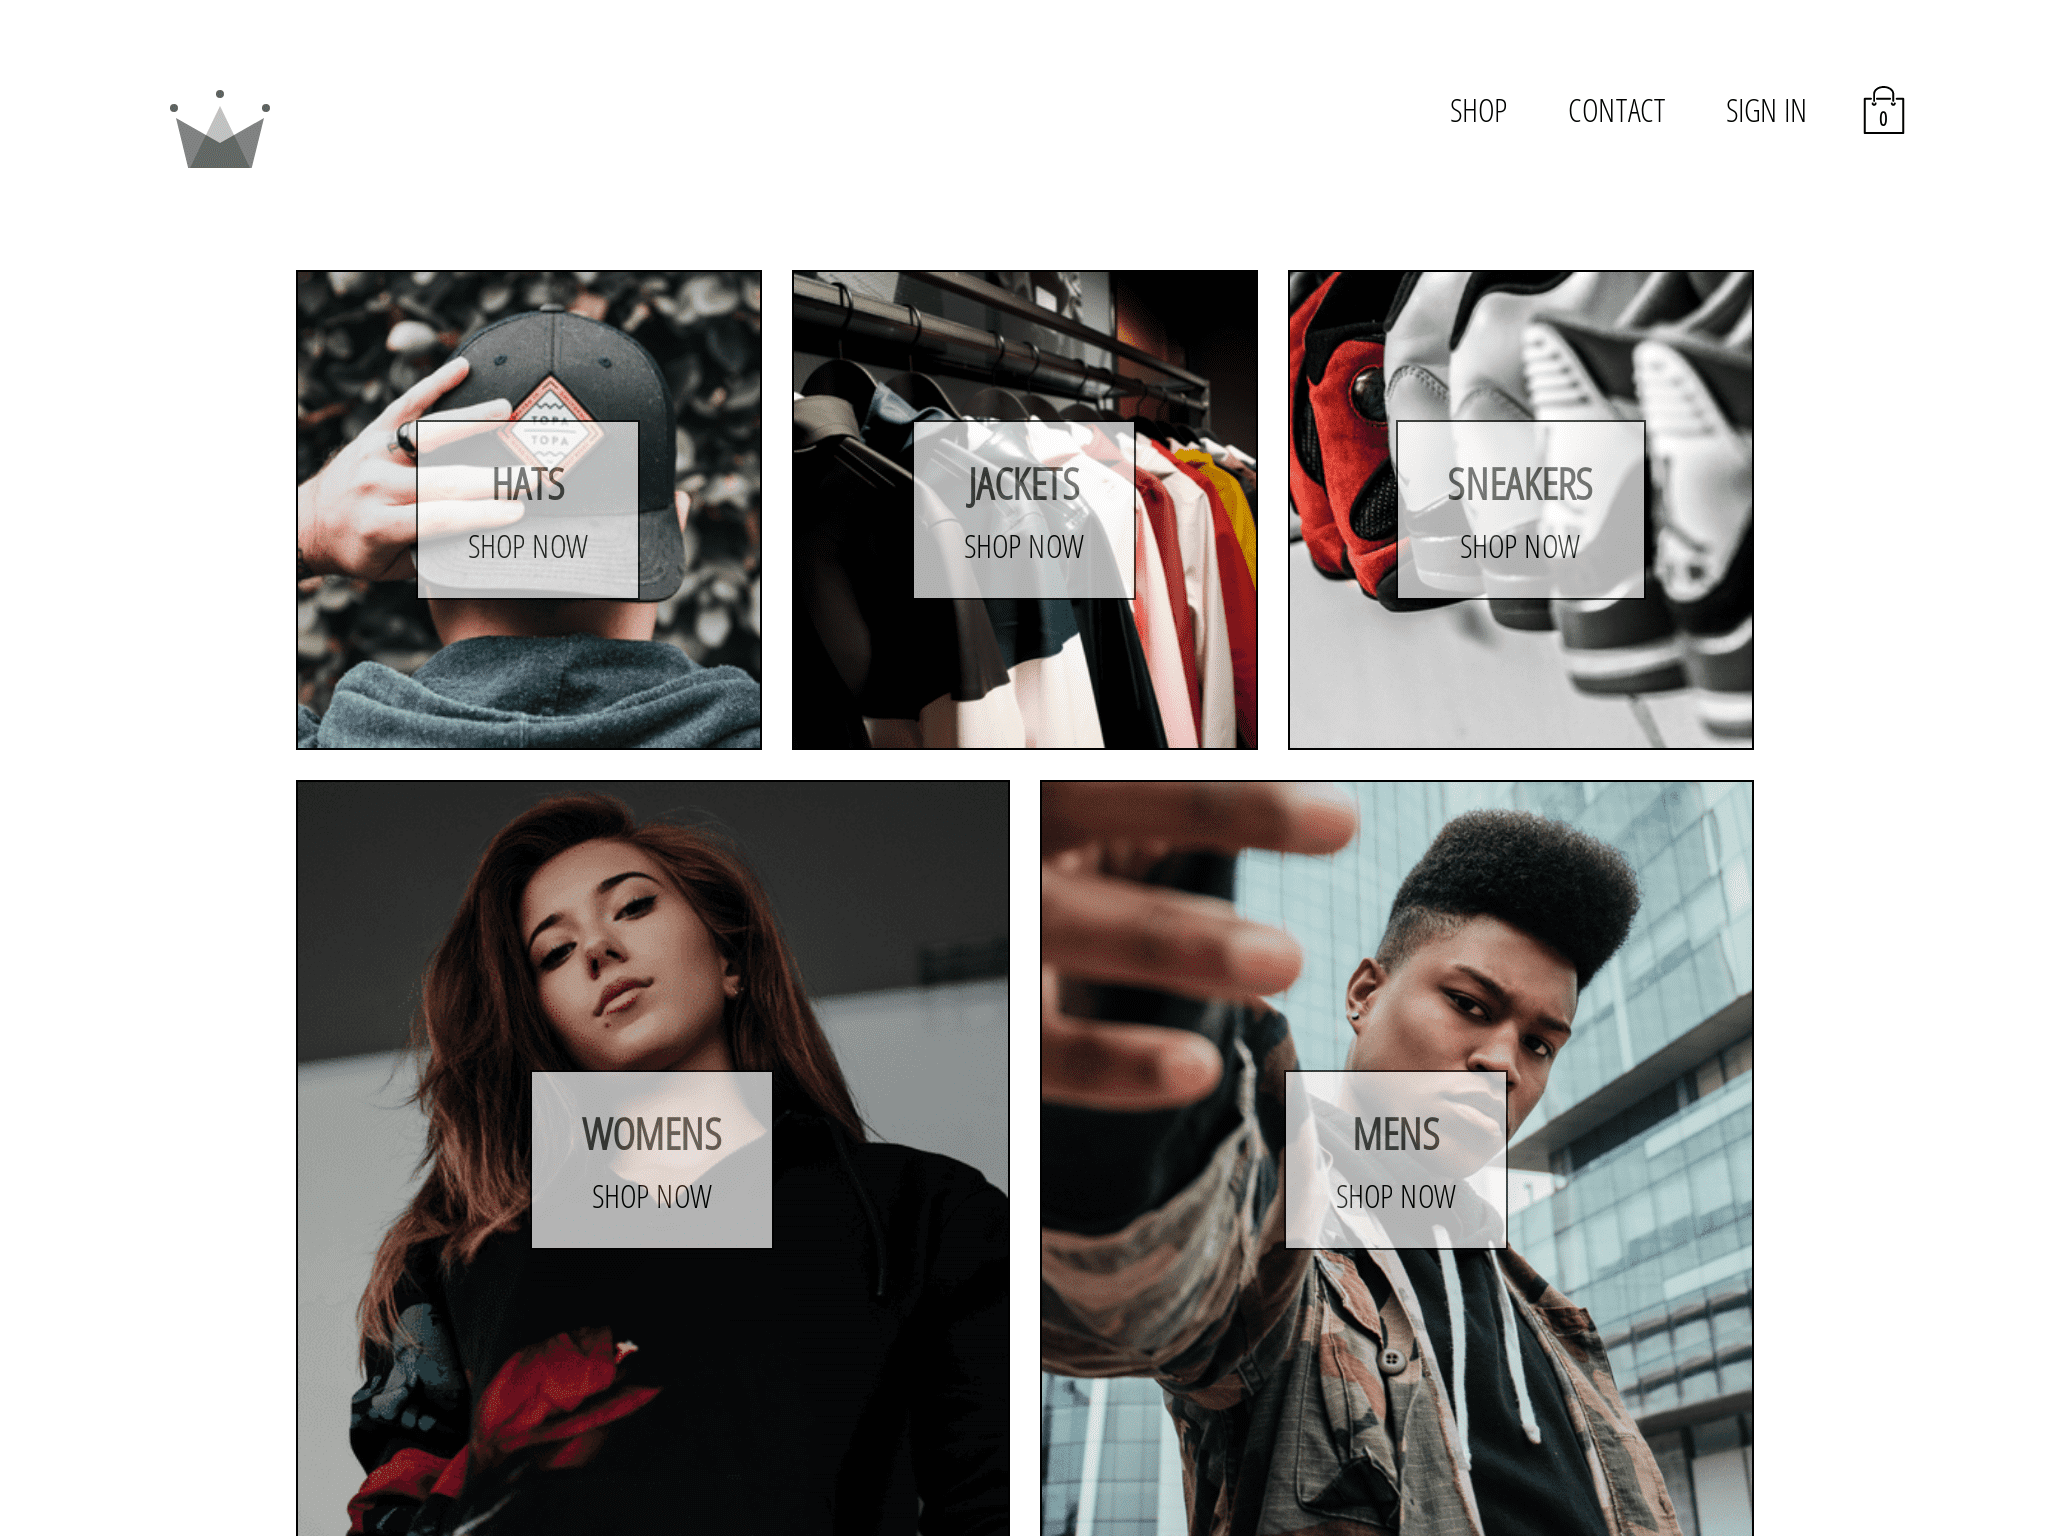 SHOP CONTACT SIGN IN 0
TOPA
TOPA
HATS
SHOP NOW
JACKETS
SHOP NOW
SNEAKERS
SHOP NOW
WOMENS
SHOP NOW
MENS
SHOP NOW